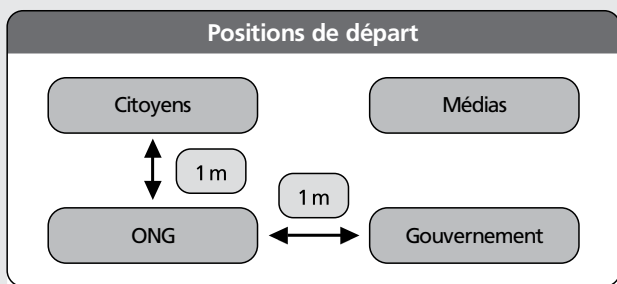 Positions de départ
Citoyens
Médias
1 m
1 m
ONG
Gouvernement